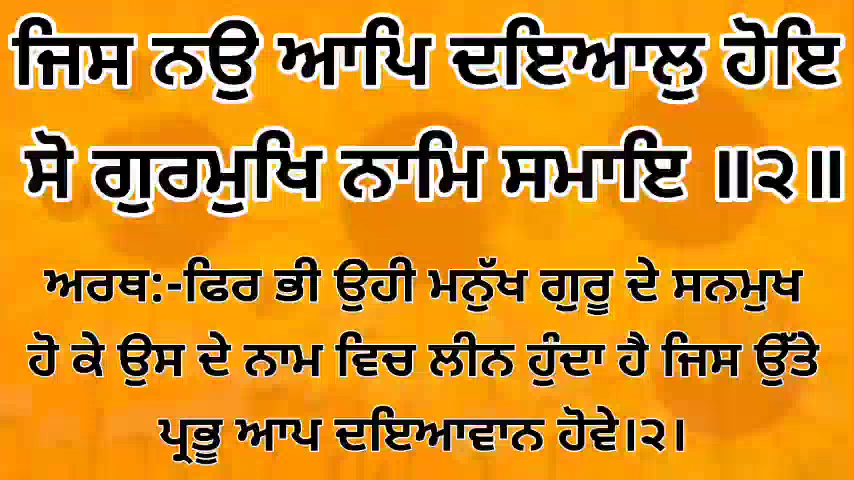 ਜਿਸ ਨਉ ਆਪਿ ਦਇਆਲੁ ਹੋਇ
ਸੋ ਗੁਰਮੁਖਿ ਨਾਮਿ ਸਮਾਇ ॥੨॥
ਅਰਥ:-ਫਿਰ ਭੀ ਉਹੀ ਮਨੁੱਖ ਗੁਰੂ ਦੇ ਸਨਮੁਖ
ਹੋ ਕੇ ਉਸ ਦੇ ਨਾਮ ਵਿਚ ਲੀਨ ਹੁੰਦਾ ਹੈ ਜਿਸ ਉੱਤੇ
ਪ੍ਰਭੂ ਆਪ ਦਇਆਵਾਨ ਹੋਵੇ।੨।